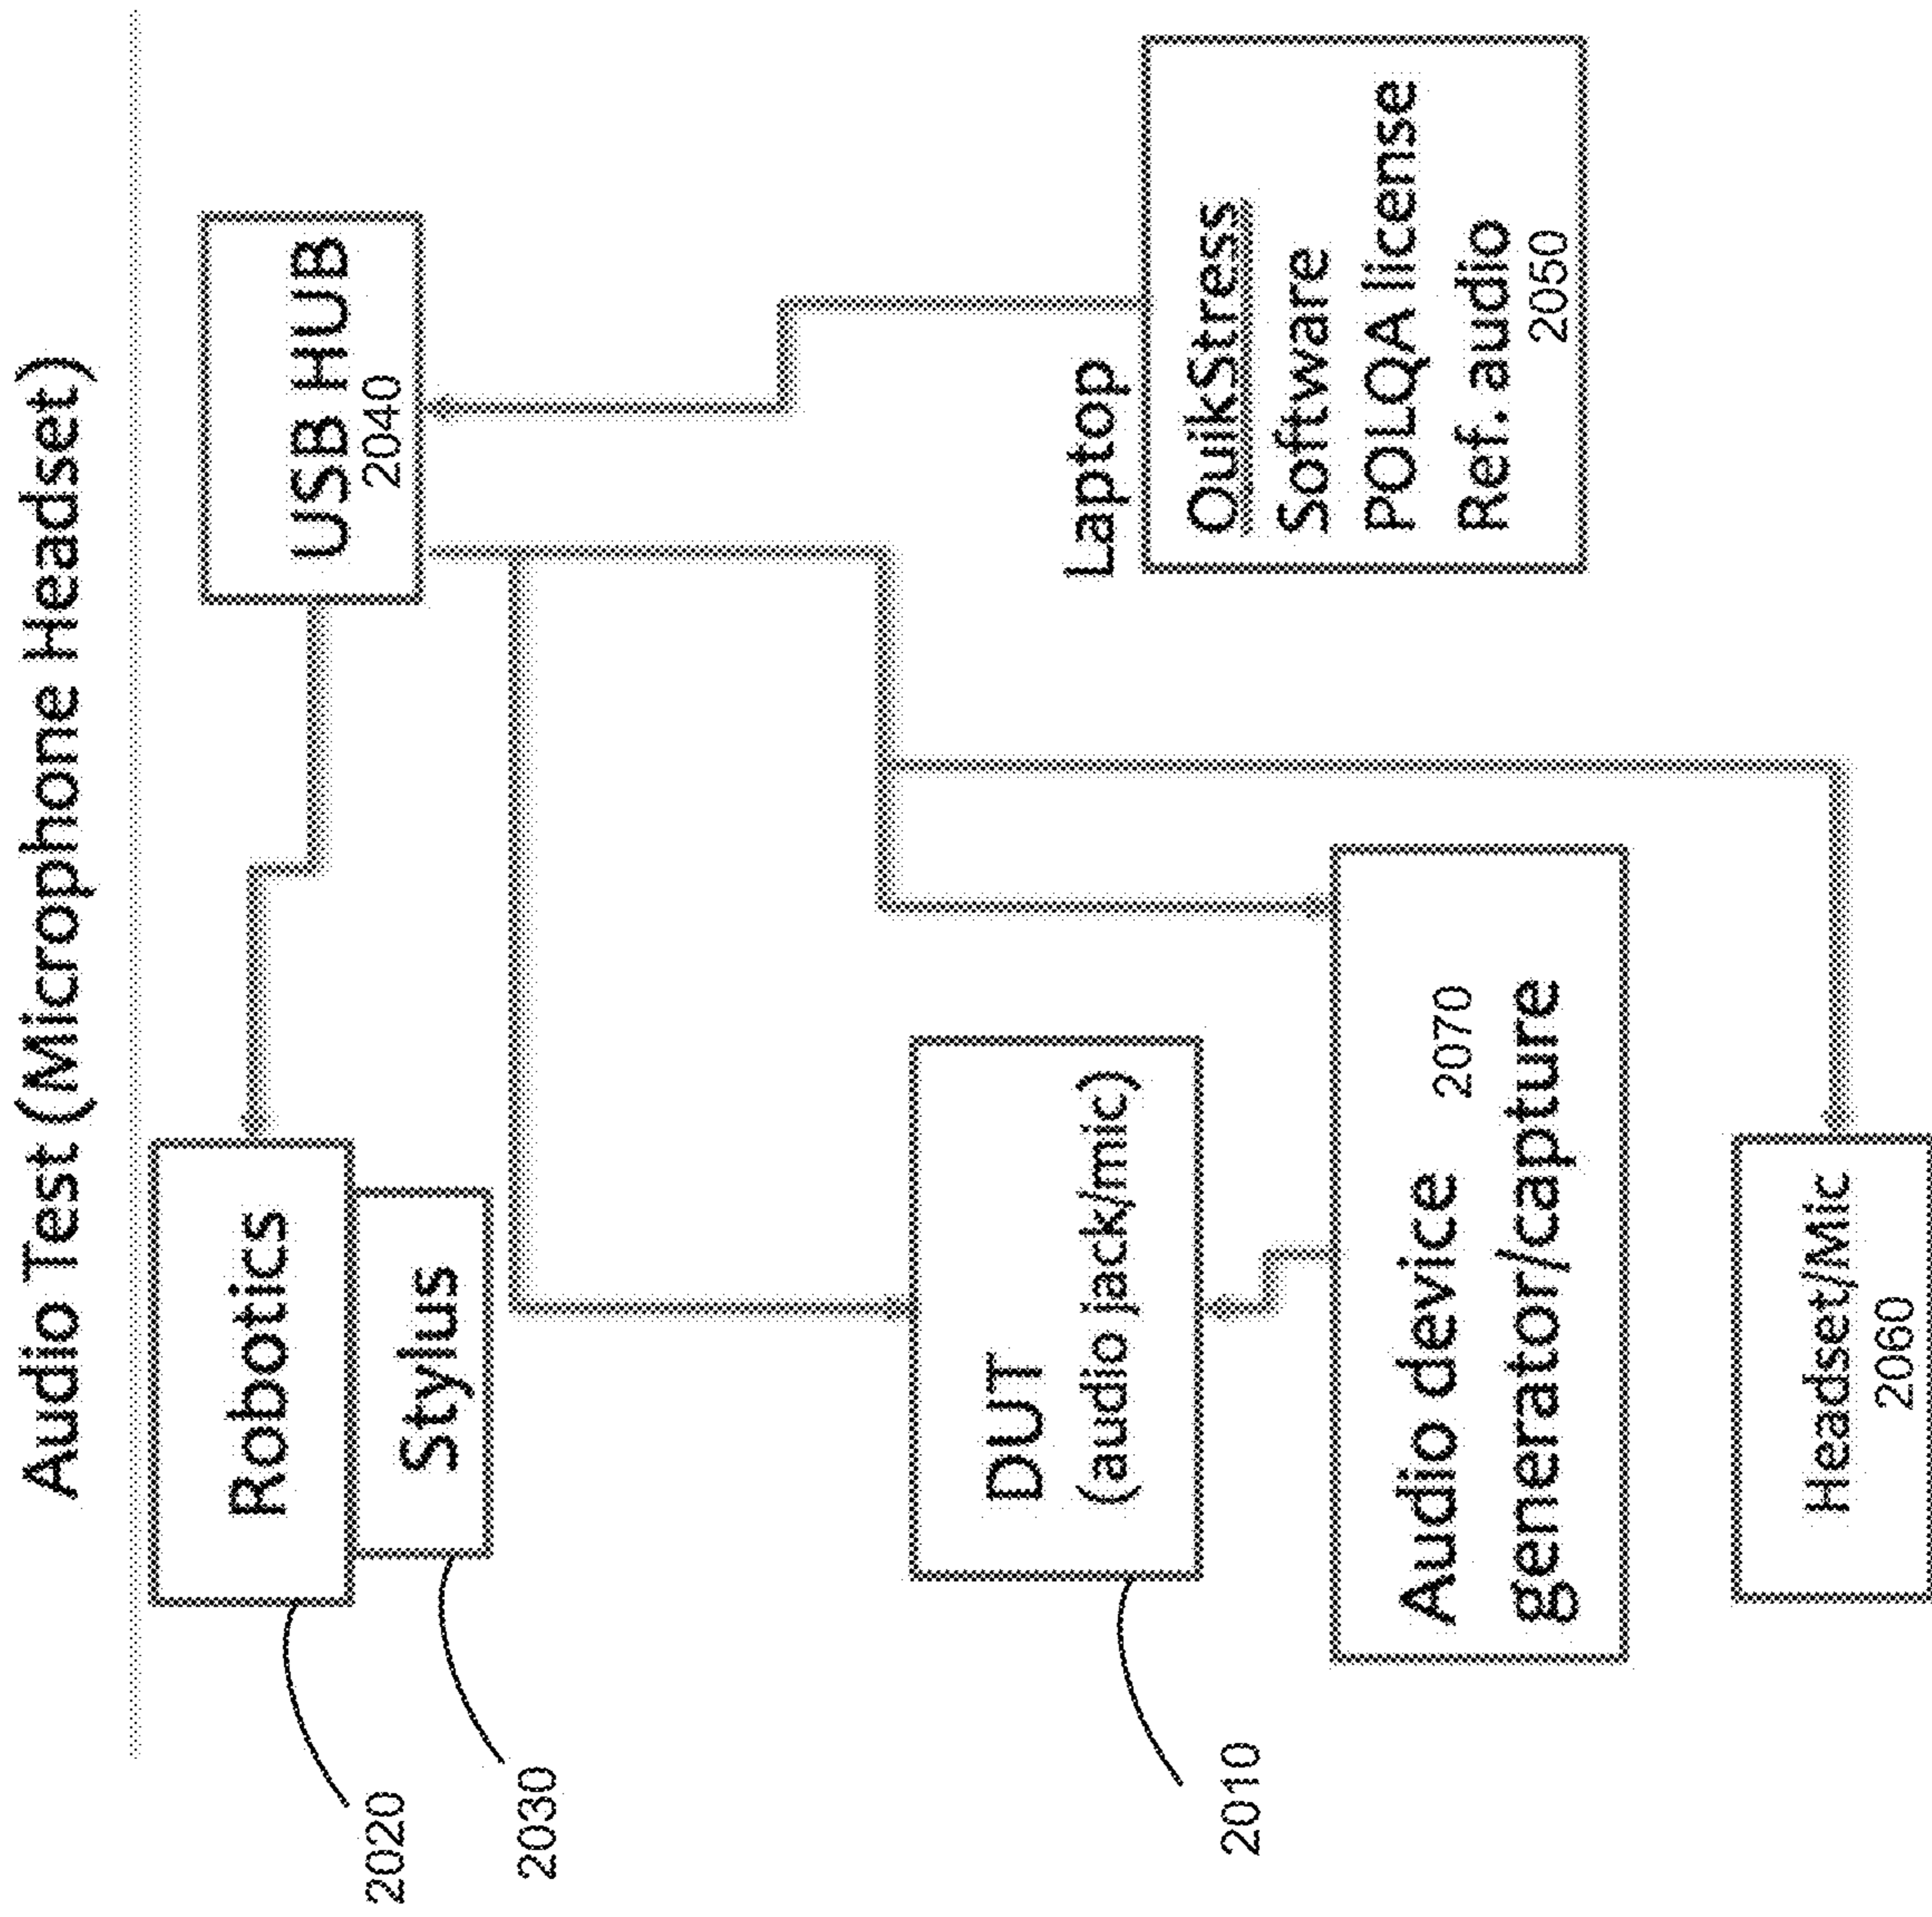 Audio Test (Microphone Headset)
Robotics
Stylus
2020
2030
USB HUB
2040
DUT
(audio jack/mic)
2010
Laptop
QuikStress
Software
POLQA license
Ref. audio
2050
Audio device 2070
generator/capture
Headset/Mic
2060